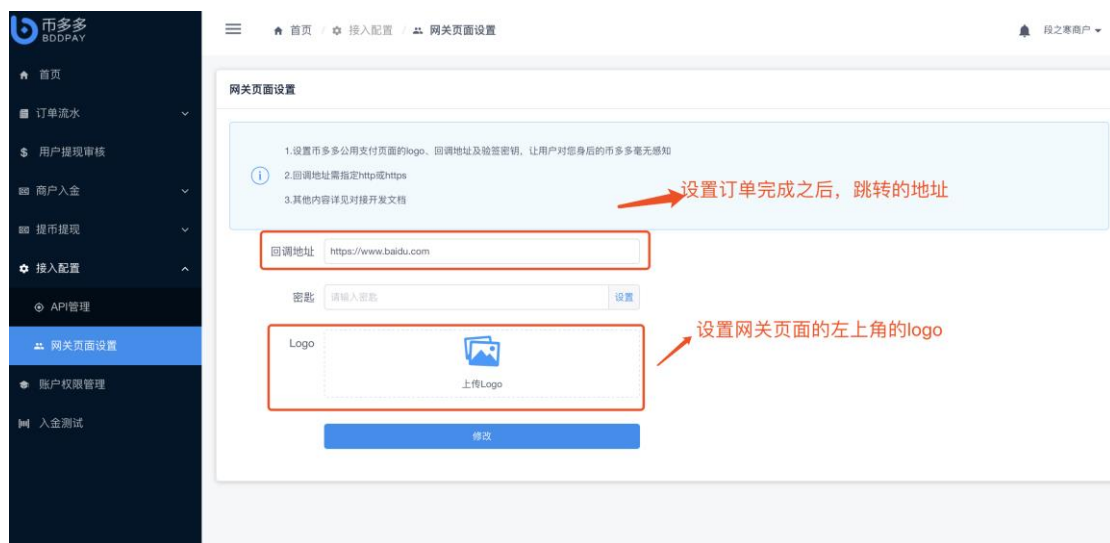 币多多
BDDPAY
首页 / 接入配置 / 网关页面设置
段之寒商户
首页
订单流水
用户提现审核
商户入金
提币提现
接入配置
API管理
网关页面设置
账户权限管理
入金测试
网关页面设置
1.设置币多多公用支付页面的logo、回调地址及验签密钥，让用户对您身后的币多多毫无感知
2.回调地址需指定http或https
3.其他内容详见对接开发文档
设置订单完成之后，跳转的地址
回调地址 https://www.baidu.com
密匙 请输入密匙 设置
设置网关页面的左上角的logo
Logo
上传Logo
修改